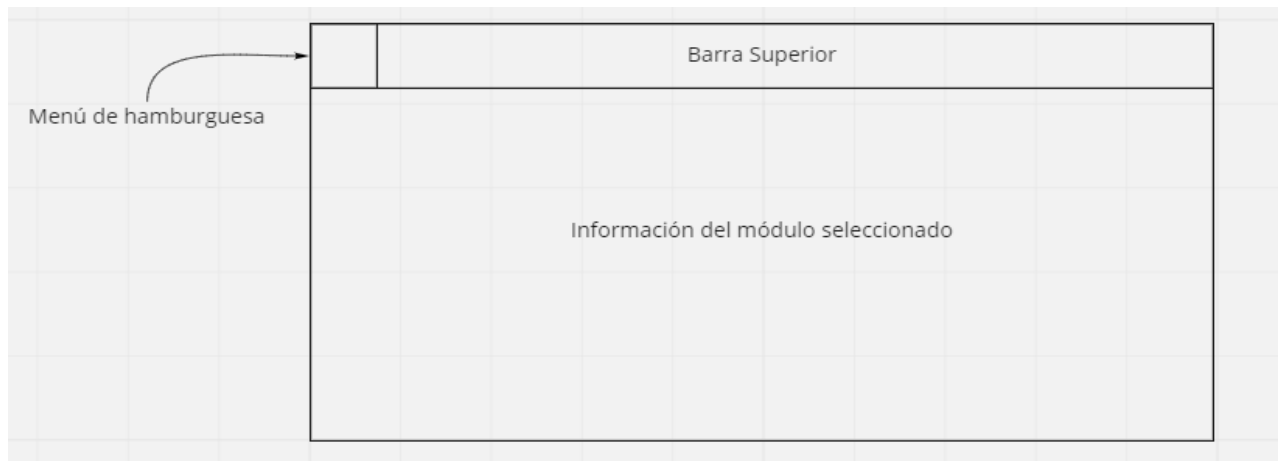 Barra Superior
Menú de hamburguesa
Información del módulo seleccionado